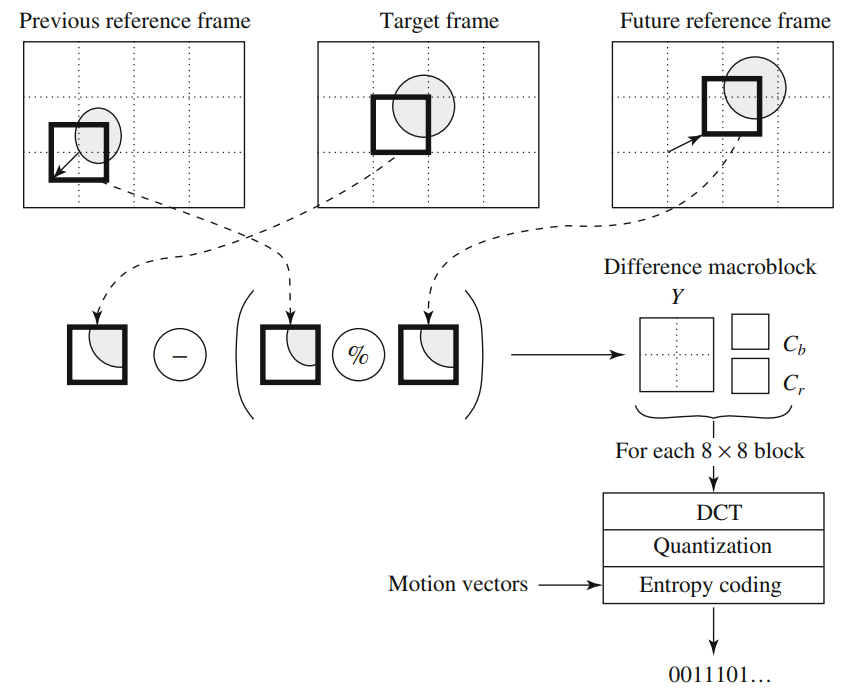 Previous reference frame
Target frame
Future reference frame
Difference macroblock
Y
− %
C_b
C_r
For each 8 × 8 block
DCT
Quantization
Motion vectors
Entropy coding
0011101…